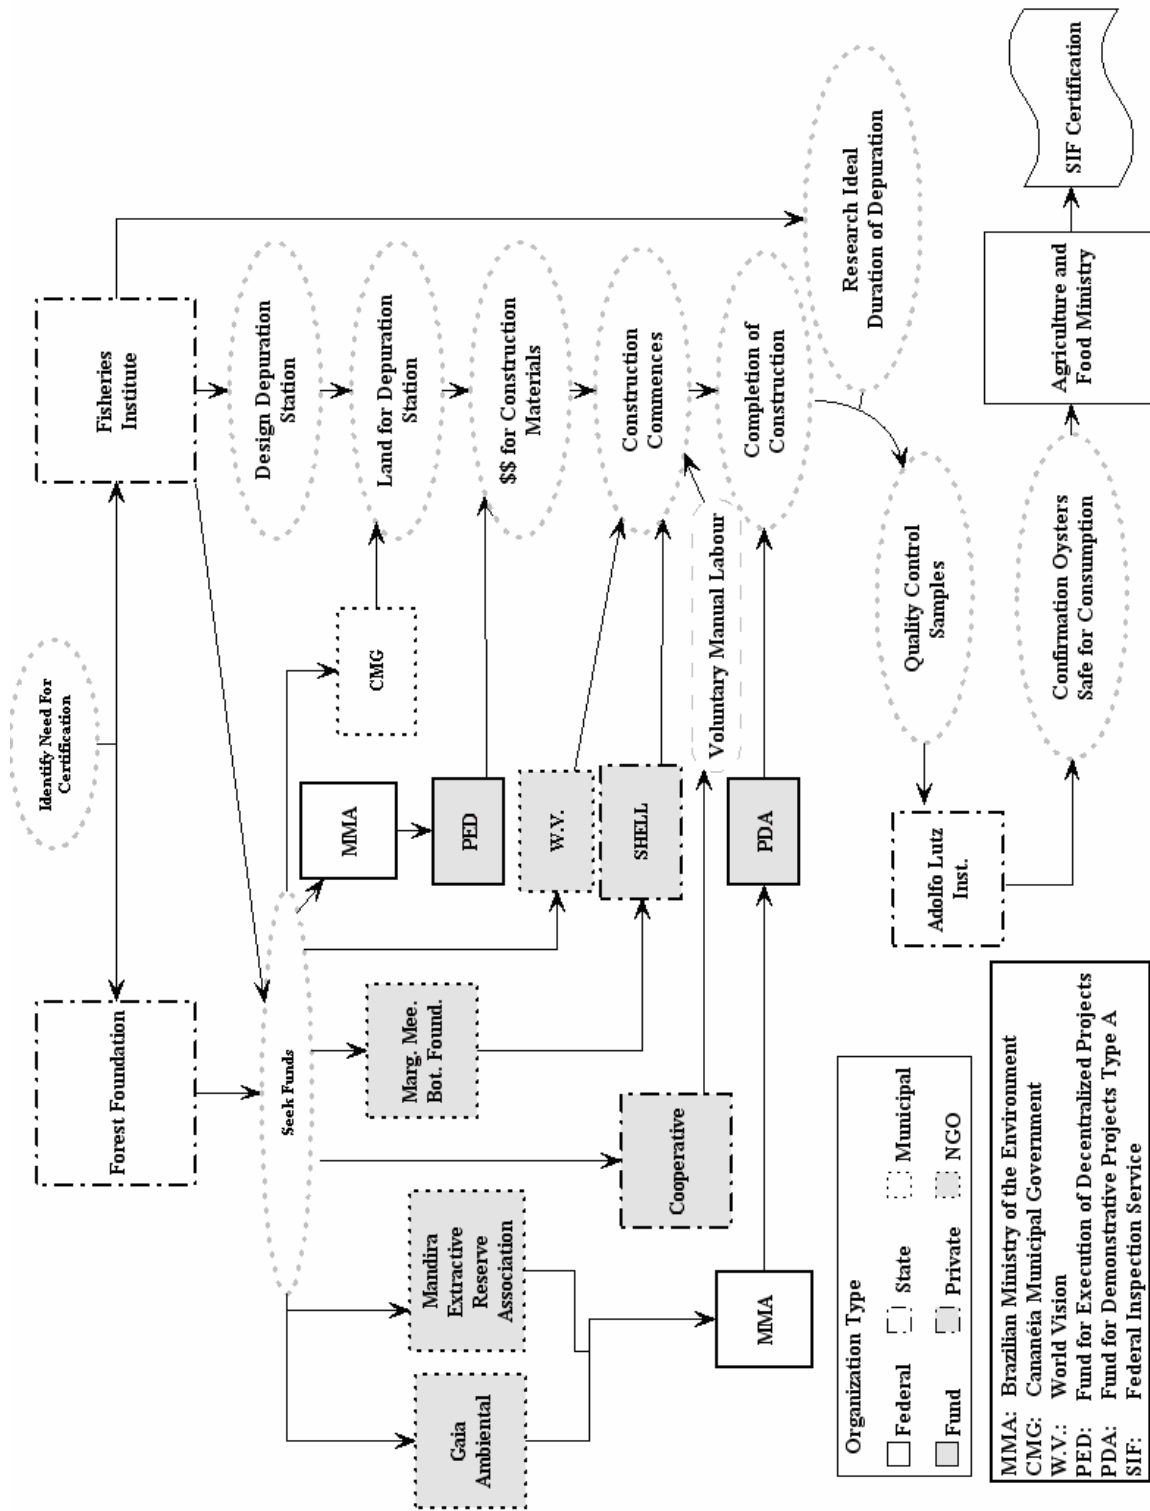 Identify Need For
Certification
Forest Foundation
Fisheries
Institute
Seek Funds
Design Depuration
Station
Land for Depuration
Station
$$ for Construction
Materials
Construction
Commences
Completion of
Construction
Research Ideal
Duration of Depuration
CMG
MMA
PED
W.V.
SHELL
Marg. Mee.
Bot. Found.
Voluntary Manual Labour
PDA
Cooperative
Mandira
Extractive
Reserve
Association
Gaia
Ambiental
MMA
Quality Control
Samples
Adolfo Lutz
Inst.
Confirmation Oysters
Safe for Consumption
Agriculture and
Food Ministry
SIF Certification
Organization Type
Federal State Municipal
Fund Private NGO
MMA: Brazilian Ministry of the Environment
CMG: Cananéia Municipal Government
W.V.: World Vision
PED: Fund for Execution of Decentralized Projects
PDA: Fund for Demonstrative Projects Type A
SIF: Federal Inspection Service